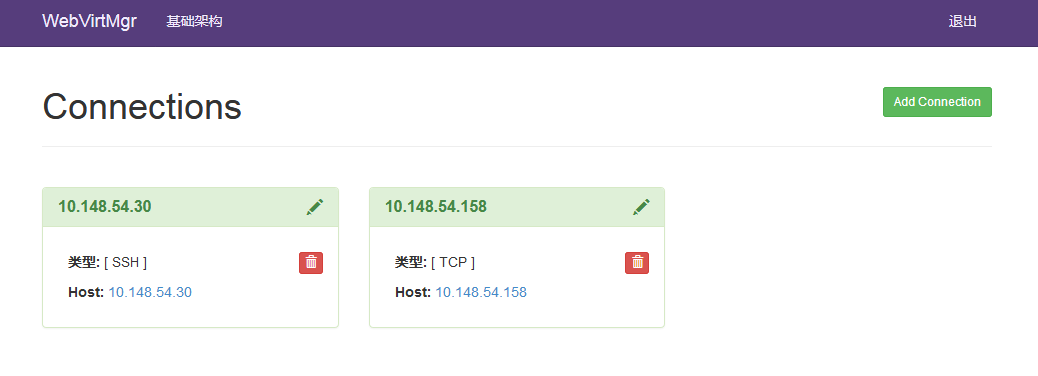 WebVirtMgr 基础架构 退出
Connections
Add Connection
10.148.54.30
类型: [ SSH ]
Host: 10.148.54.30
10.148.54.158
类型: [ TCP ]
Host: 10.148.54.158